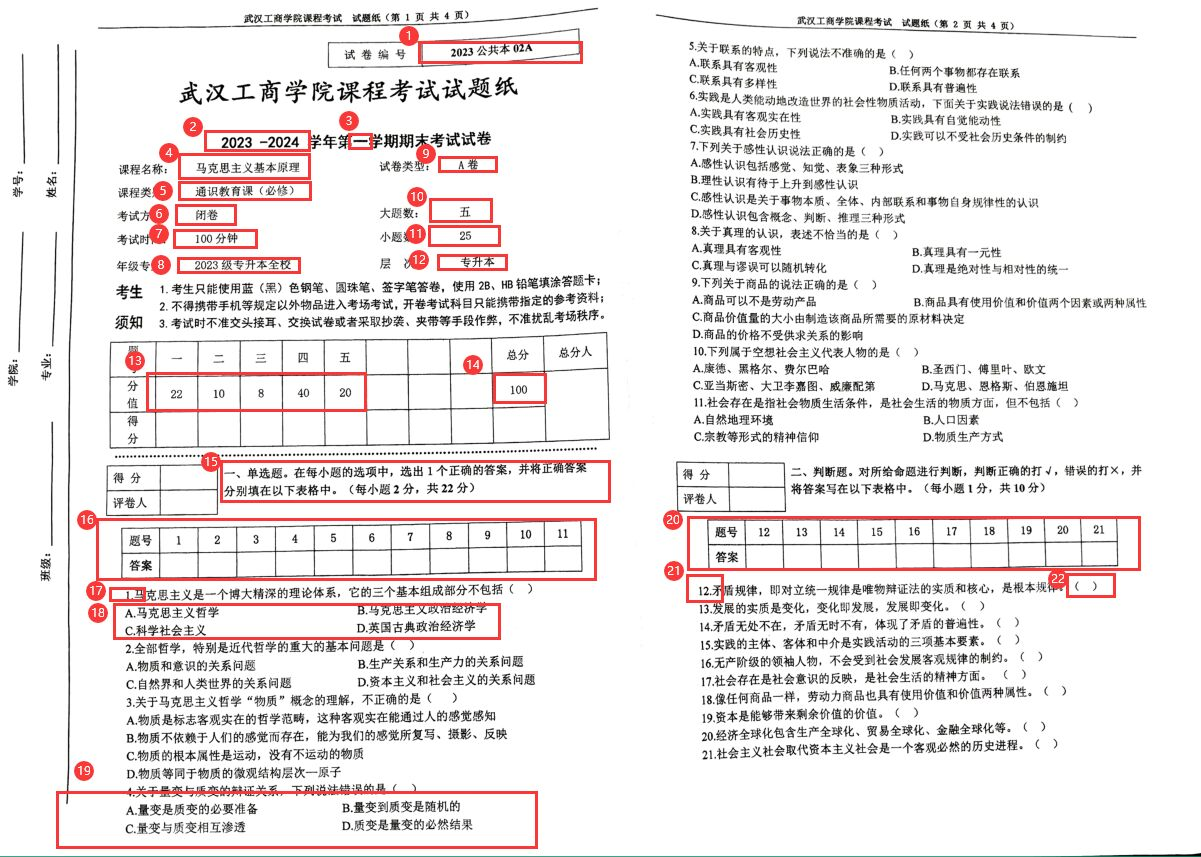 武汉工商学院课程考试 试题纸(第 1 页 共 4 页)
1
试 卷 编 号 2023 公共本 02A
武汉工商学院课程考试试题纸
2 3
2023 -2024 学年第一学期期末考试试卷
4 课程名称: 马克思主义基本原理 9 试卷类型: A 卷
课程类 5 通识教育课(必修)
考试方 6 闭卷 10 大题数: 五
考试时 7 100 分钟 小题数 11 25
年级专 8 2023 级专升本全校 层 次 12 专升本
学号: 姓名:
学院: 专业:
班级:
考生 1. 考生只能使用蓝(黑)色钢笔、圆珠笔、签字笔答卷,使用 2B、HB 铅笔填涂答题卡;
2. 不得携带手机等规定以外物品进入考场考试,开卷考试科目只能携带指定的参考资料;
须知 3. 考试时不准交头接耳、交换试卷或者采取抄袭、夹带等手段作弊,不准扰乱考场秩序。
13 14
题 一 二 三 四 五 总分 总分人
分值 22 10 8 40 20 100
得分
15
得 分
评卷人
一、单选题。在每小题的选项中,选出 1 个正确的答案,并将正确答案
分别填在以下表格中。(每小题 2 分,共 22 分)
16
题号 1 2 3 4 5 6 7 8 9 10 11
答案
17 1.马克思主义是一个博大精深的理论体系,它的三个基本组成部分不包括( )
18 A.马克思主义哲学 B.马克思主义政治经济学
C.科学社会主义 D.英国古典政治经济学
2.全部哲学,特别是近代哲学的重大的基本问题是( )
A.物质和意识的关系问题 B.生产关系和生产力的关系问题
C.自然界和人类世界的关系问题 D.资本主义和社会主义的关系问题
3.关于马克思主义哲学“物质”概念的理解,不正确的是( )
A.物质是标志客观实在的哲学范畴,这种客观实在能通过人的感觉感知
B.物质不依赖于人们的感觉而存在,能为我们的感觉所复写、摄影、反映
C.物质的根本属性是运动,没有不运动的物质
D.物质等同于物质的微观结构层次—原子
19
4.关于量变与质变的辩证关系,下列说法错误的是( )
A.量变是质变的必要准备 B.量变到质变是随机的
C.量变与质变相互渗透 D.质变是量变的必然结果
武汉工商学院课程考试 试题纸(第 2 页 共 4 页)
5.关于联系的特点,下列说法不准确的是( )
A.联系具有客观性 B.任何两个事物都存在联系
C.联系具有多样性 D.联系具有普遍性
6.实践是人类能动地改造世界的社会性物质活动,下面关于实践说法错误的是( )
A.实践具有客观实在性 B.实践具有自觉能动性
C.实践具有社会历史性 D.实践可以不受社会历史条件的制约
7.下列关于感性认识说法正确的是( )
A.感性认识包括感觉、知觉、表象三种形式
B.理性认识有待于上升到感性认识
C.感性认识是关于事物本质、全体、内部联系和事物自身规律性的认识
D.感性认识包含概念、判断、推理三种形式
8.关于真理的认识,表述不恰当的是( )
A.真理具有客观性 B.真理具有一元性
C.真理与谬误可以随机转化 D.真理是绝对性与相对性的统一
9.下列关于商品的说法正确的是( )
A.商品可以不是劳动产品 B.商品具有使用价值和价值两个因素或两种属性
C.商品价值量的大小由制造该商品所需要的原材料决定
D.商品的价格不受供求关系的影响
10.下列属于空想社会主义代表人物的是( )
A.康德、黑格尔、费尔巴哈 B.圣西门、傅里叶、欧文
C.亚当斯密、大卫李嘉图、威廉配第 D.马克思、恩格斯、伯恩施坦
11.社会存在是指社会物质生活条件,是社会生活的物质方面,但不包括( )
A.自然地理环境 B.人口因素
C.宗教等形式的精神信仰 D.物质生产方式
得 分
评卷人
二、判断题。对所给命题进行判断,判断正确的打√,错误的打×,并
将答案写在以下表格中。(每小题 1 分,共 10 分)
20
题号 12 13 14 15 16 17 18 19 20 21
答案
21 22
12.矛盾规律,即对立统一规律是唯物辩证法的实质和核心,是根本规律。( )
13.发展的实质是变化,变化即发展,发展即变化。( )
14.矛盾无处不在,矛盾无时不有,体现了矛盾的普遍性。( )
15.实践的主体、客体和中介是实践活动的三项基本要素。( )
16.无产阶级的领袖人物,不会受到社会发展客观规律的制约。( )
17.社会存在是社会意识的反映,是社会生活的精神方面。( )
18.像任何商品一样,劳动力商品也具有使用价值和价值两种属性。( )
19.资本是能够带来剩余价值的价值。( )
20.经济全球化包含生产全球化、贸易全球化、金融全球化等。( )
21.社会主义社会取代资本主义社会是一个客观必然的历史进程。( )